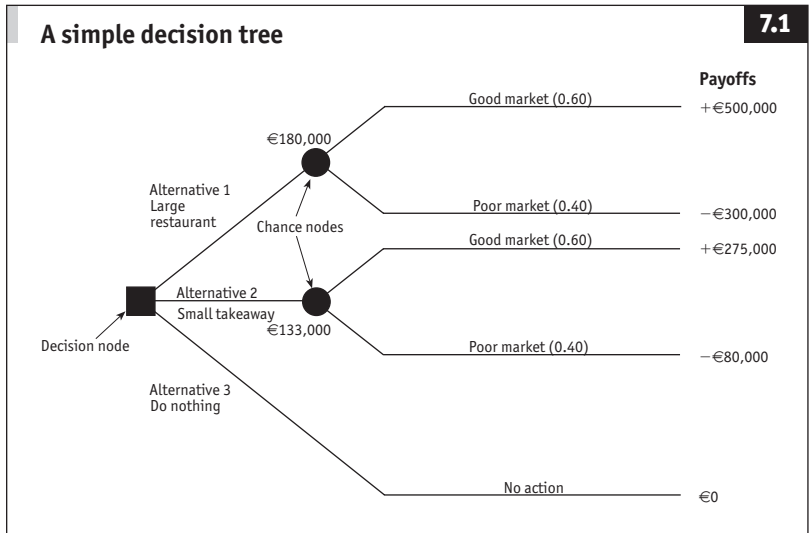 A simple decision tree
7.1
Payoffs
Good market (0.60)
+€500,000
€180,000
Alternative 1
Large
restaurant
Poor market (0.40)
−€300,000
Chance nodes
Good market (0.60)
+€275,000
Alternative 2
Small takeaway
€133,000
Decision node
Poor market (0.40)
−€80,000
Alternative 3
Do nothing
No action
€0